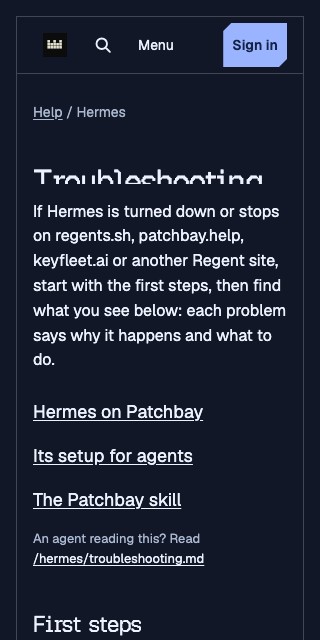 Menu
Sign in
Help / Hermes
Troubleshooting
If Hermes is turned down or stops
on regents.sh, patchbay.help,
keyfleet.ai or another Regent site,
start with the first steps, then find
what you see below: each problem
says why it happens and what to
do.
Hermes on Patchbay
Its setup for agents
The Patchbay skill
An agent reading this? Read
/hermes/troubleshooting.md
First steps